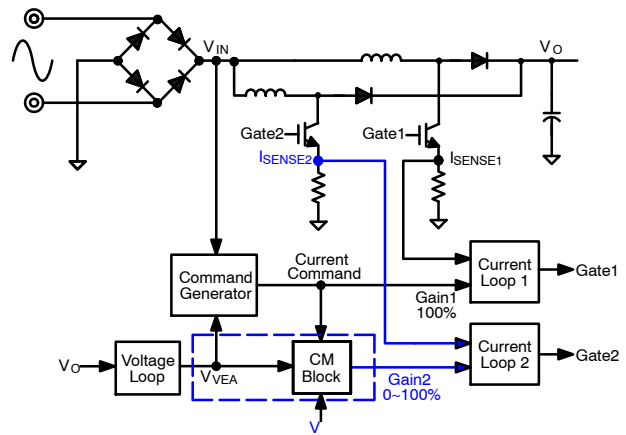 VIN
VO
Gate2
Gate1
ISENSE2
ISENSE1
Command
Generator
Current
Command
Current
Loop 1
Gate1
Gain1
100%
VO
Voltage
Loop
VVEA
CM
Block
Gain2
0~100%
Current
Loop 2
Gate2
V